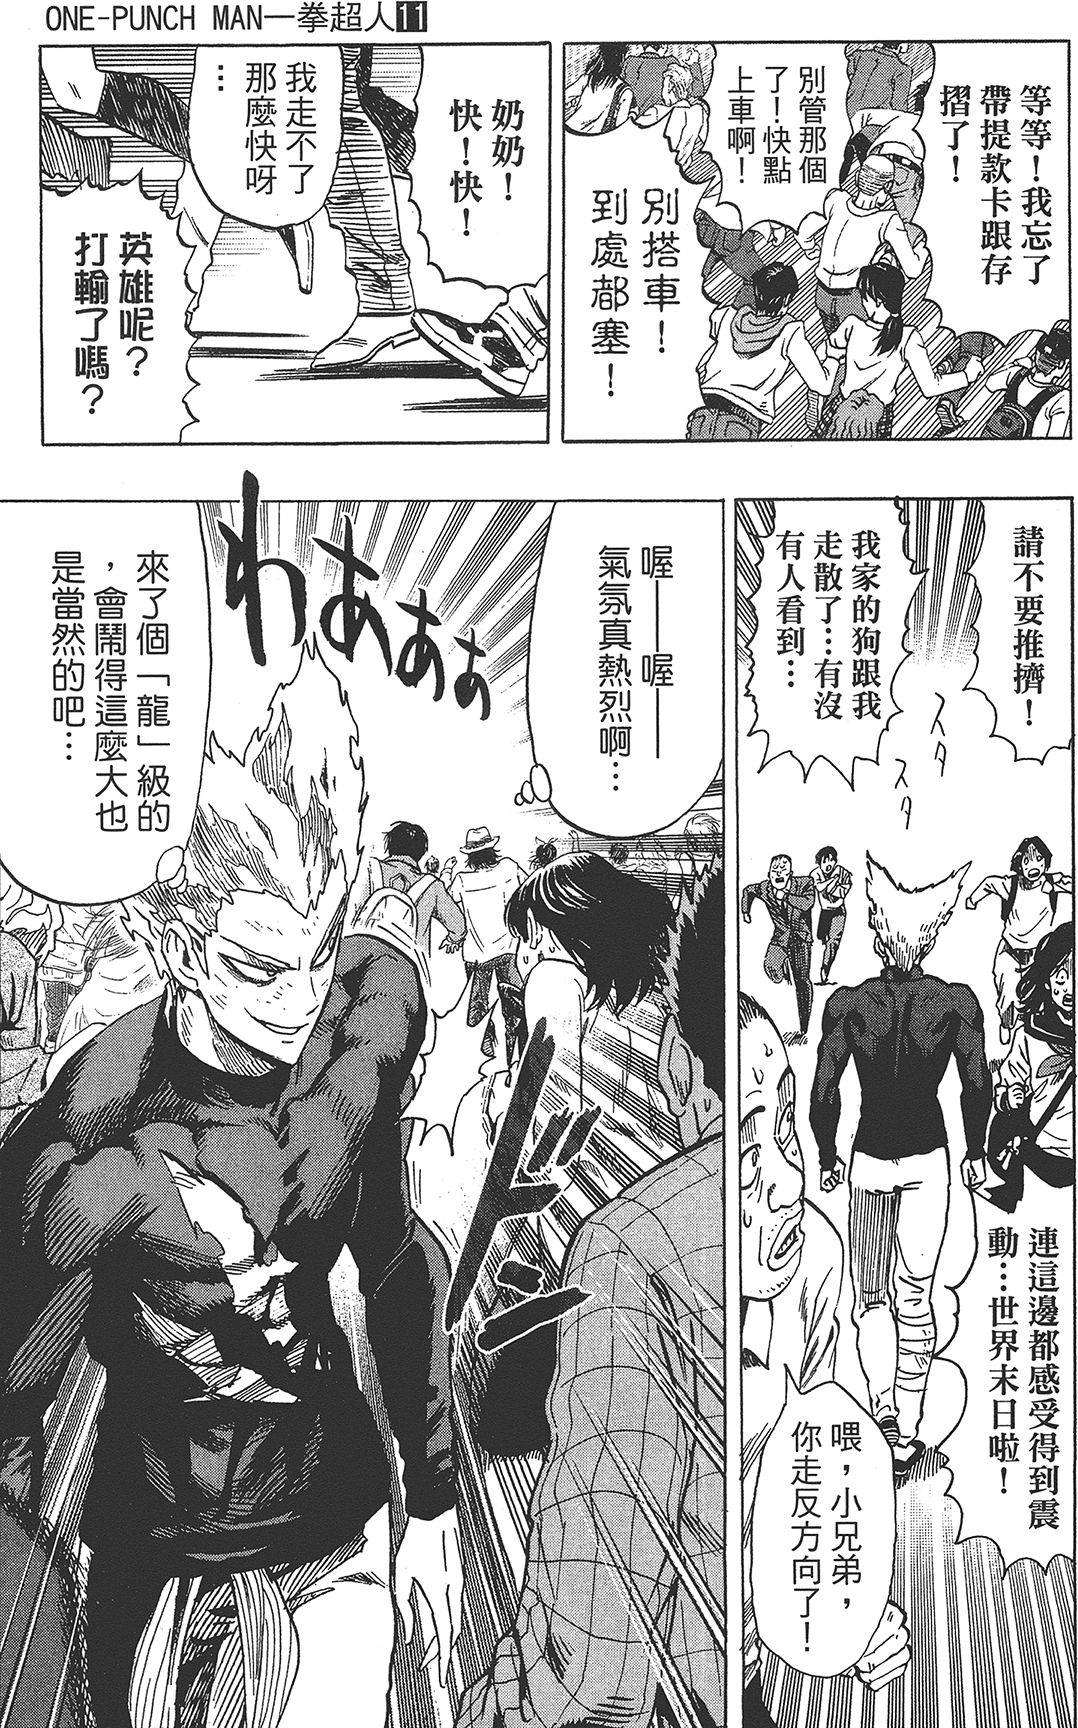 ONE-PUNCH MAN一拳超人11
等等！我忘了
帶提款卡跟存
摺了！
別管那個
了！快點
上車啊！
別搭車！
到處都塞！
奶奶！
快！快！
我走不了
那麼快呀
…
英雄呢？
打輸了嗎？
請不要推擠！
我家的狗跟我
走散了…有沒
有人看到…
スタ
スタ
連這邊都感受得到震
動…世界末日啦！
喂，小兄弟，
你走反方向了！
喔——喔——
氣氛真熱烈啊…
わああぁぁ
來了個「龍」級的
，會鬧得這麼大也
是當然的吧…
ドン